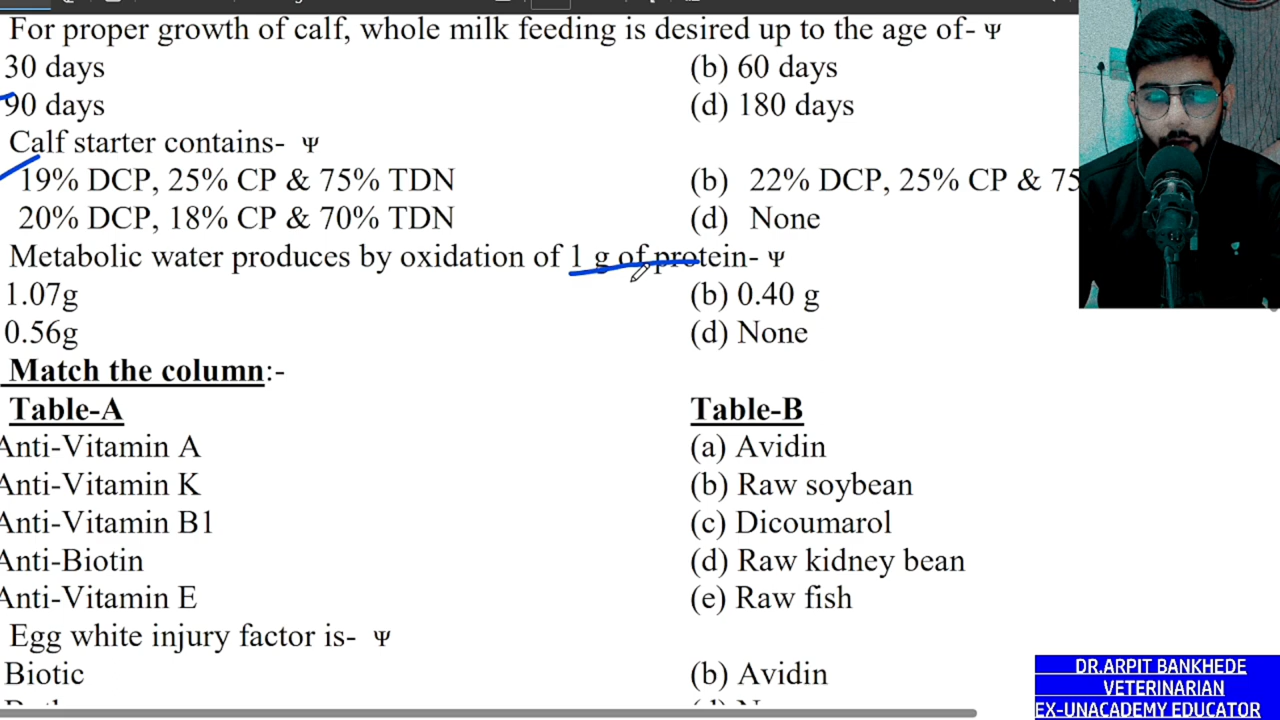 For proper growth of calf, whole milk feeding is desired up to the age of- Ψ
30 days (b) 60 days
90 days (d) 180 days
Calf starter contains- Ψ
19% DCP, 25% CP & 75% TDN (b) 22% DCP, 25% CP & 75
20% DCP, 18% CP & 70% TDN (d) None
Metabolic water produces by oxidation of 1 g of protein- Ψ
1.07g (b) 0.40 g
0.56g (d) None
Match the column:-
Table-A Table-B
Anti-Vitamin A (a) Avidin
Anti-Vitamin K (b) Raw soybean
Anti-Vitamin B1 (c) Dicoumarol
Anti-Biotin (d) Raw kidney bean
Anti-Vitamin E (e) Raw fish
Egg white injury factor is- Ψ
Biotic (b) Avidin
DR.ARPIT BANKHEDE
VETERINARIAN
EX-UNACADEMY EDUCATOR